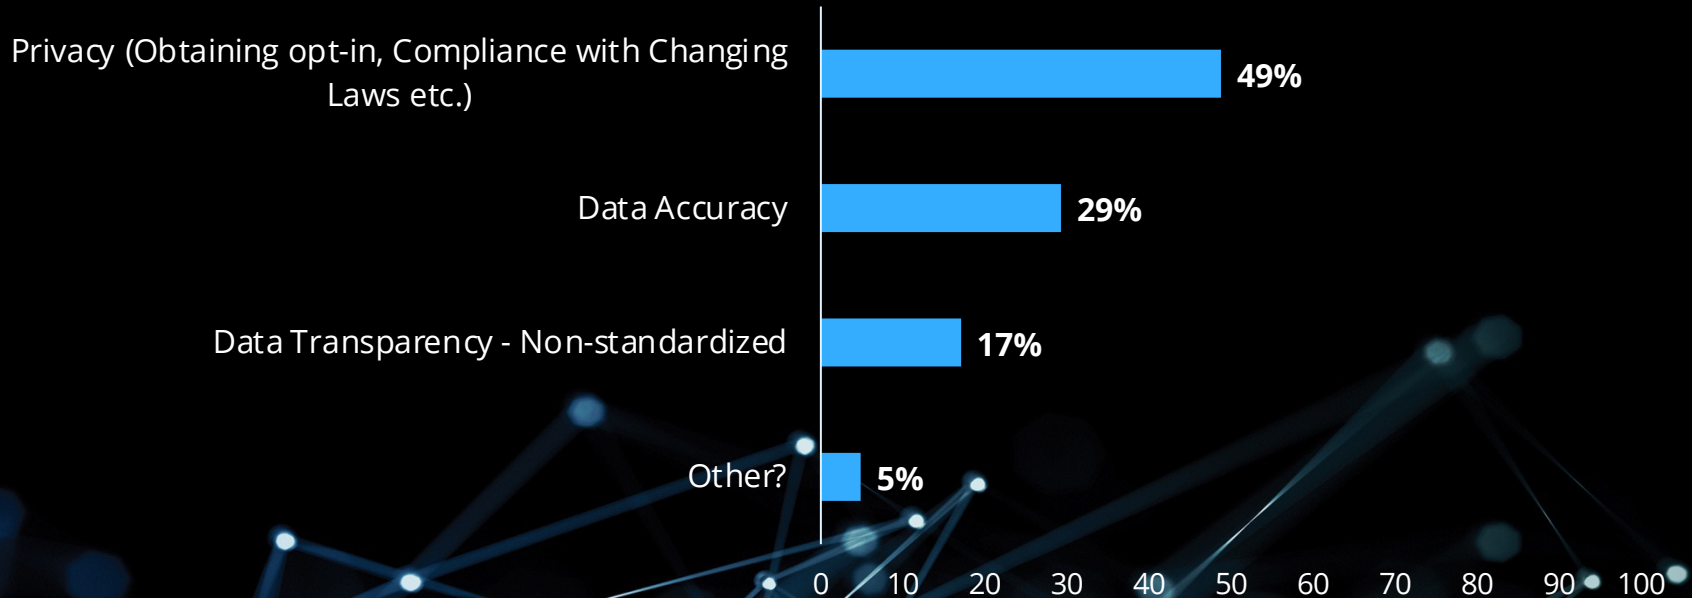 Privacy (Obtaining opt-in, Compliance with Changing
Laws etc.)
49%
Data Accuracy
29%
Data Transparency - Non-standardized
17%
Other?
5%
0 10 20 30 40 50 60 70 80 90 100